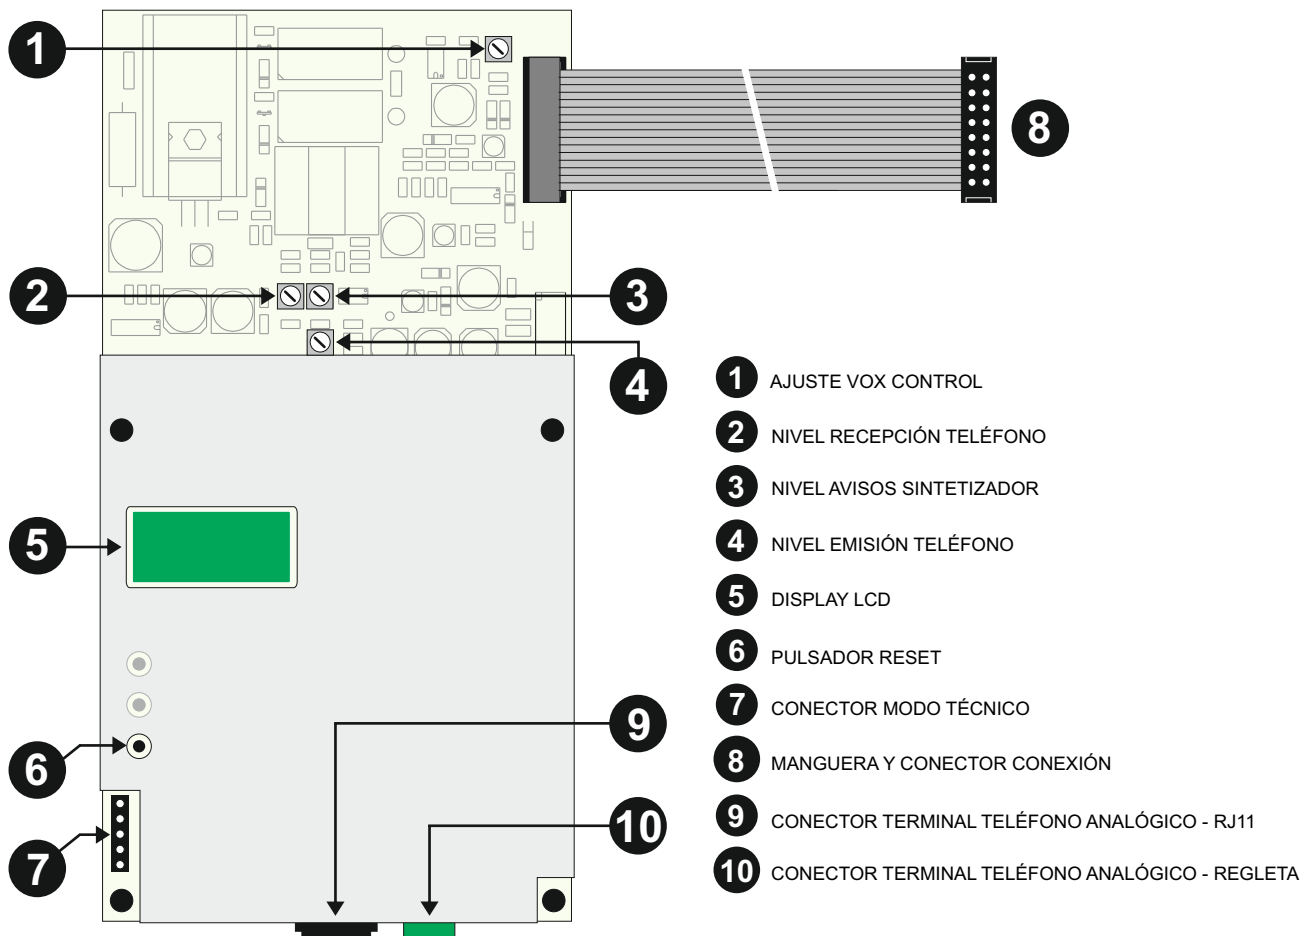 1
2
3
4
5
6
7
8
9
10
1 AJUSTE VOX CONTROL
2 NIVEL RECEPCIÓN TELÉFONO
3 NIVEL AVISOS SINTETIZADOR
4 NIVEL EMISIÓN TELÉFONO
5 DISPLAY LCD
6 PULSADOR RESET
7 CONECTOR MODO TÉCNICO
8 MANGUERA Y CONECTOR CONEXIÓN
9 CONECTOR TERMINAL TELÉFONO ANALÓGICO - RJ11
10 CONECTOR TERMINAL TELÉFONO ANALÓGICO - REGLETA